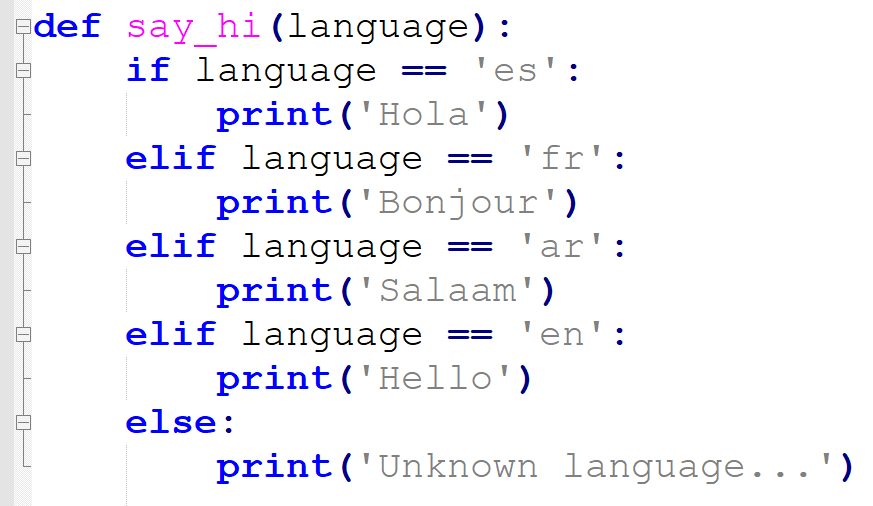 def say_hi(language):
    if language == 'es':
        print('Hola')
    elif language == 'fr':
        print('Bonjour')
    elif language == 'ar':
        print('Salaam')
    elif language == 'en':
        print('Hello')
    else:
        print('Unknown language...')